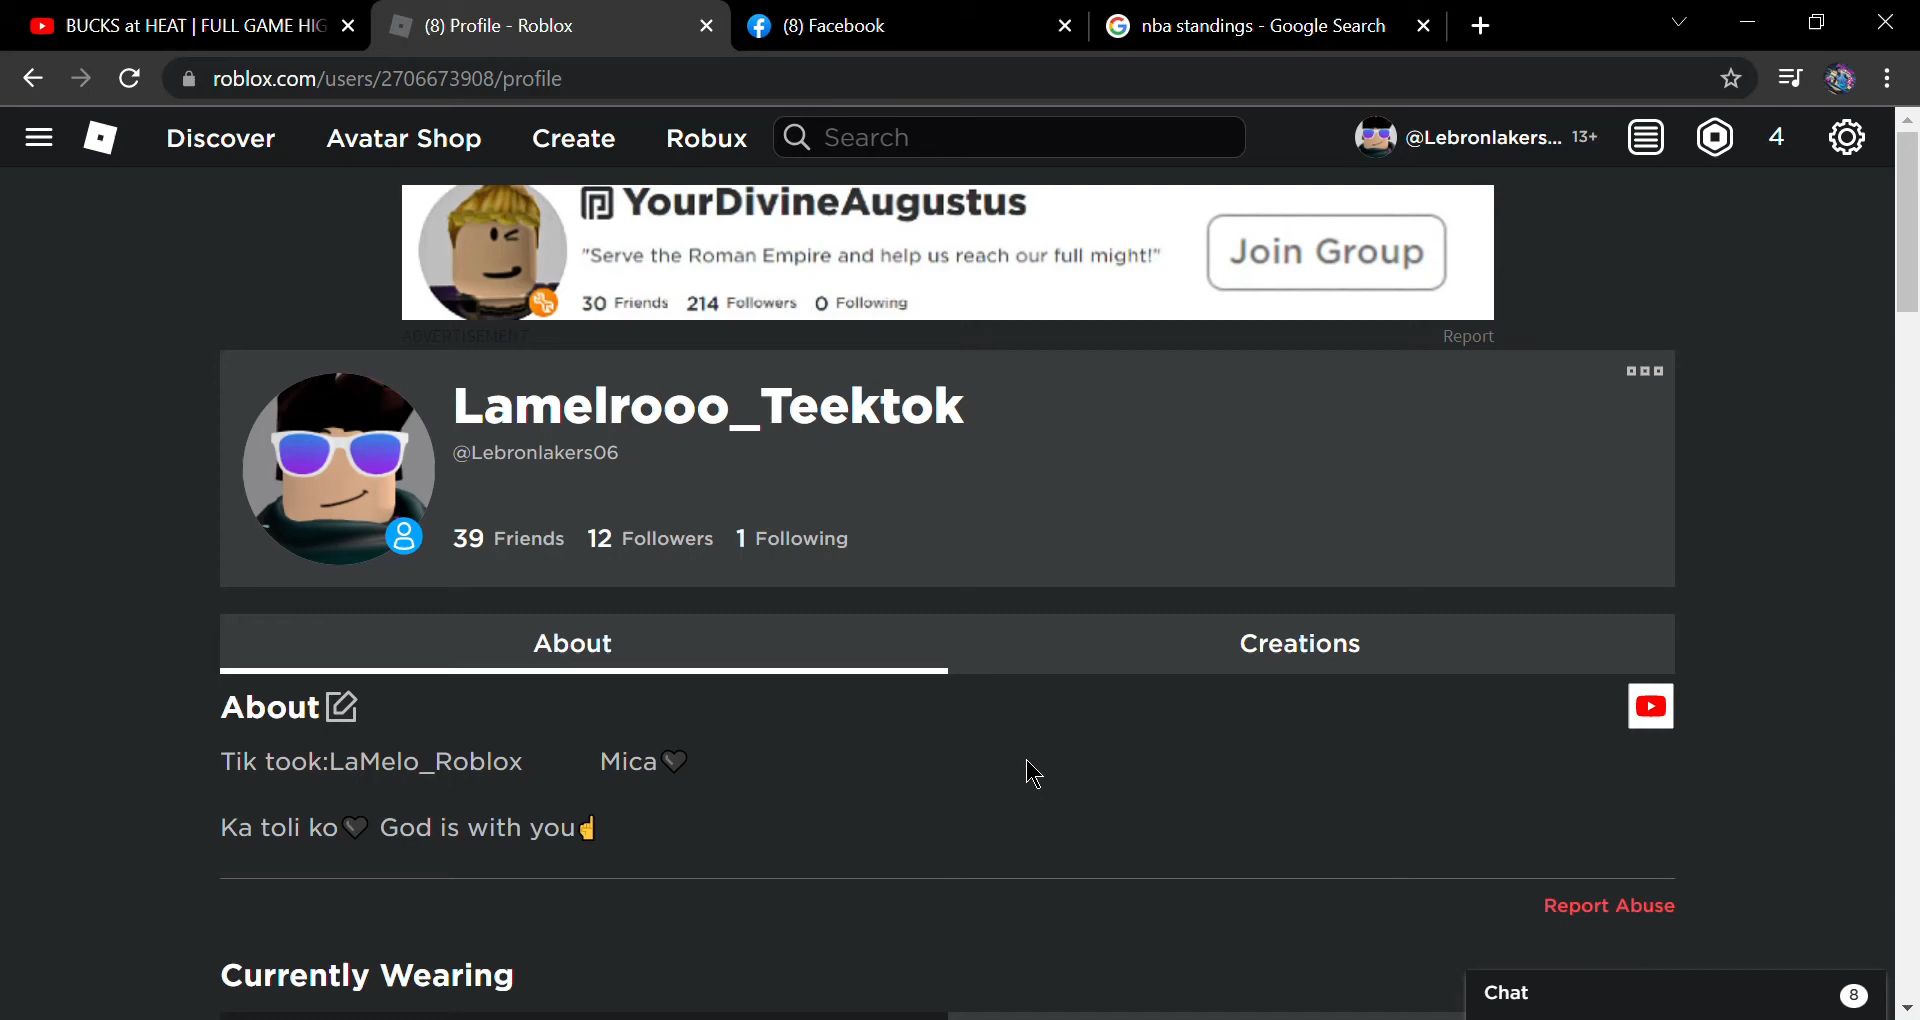 BUCKS at HEAT | FULL GAME HIG
(8) Profile - Roblox
(8) Facebook
nba standings - Google Search
roblox.com/users/2706673908/profile
Discover
Avatar Shop
Create
Robux
Search
@Lebronlakers... 13+
4
YourDivineAugustus
"Serve the Roman Empire and help us reach our full might!"
30 Friends 214 Followers 0 Following
Join Group
ADVERTISEMENT
Report
Lamelrooo_Teektok
@Lebronlakers06
39 Friends 12 Followers 1 Following
About
Creations
About
Tik took:LaMelo_Roblox Mica🖤
Ka toli ko🖤 God is with you☝
Report Abuse
Currently Wearing
Chat
8